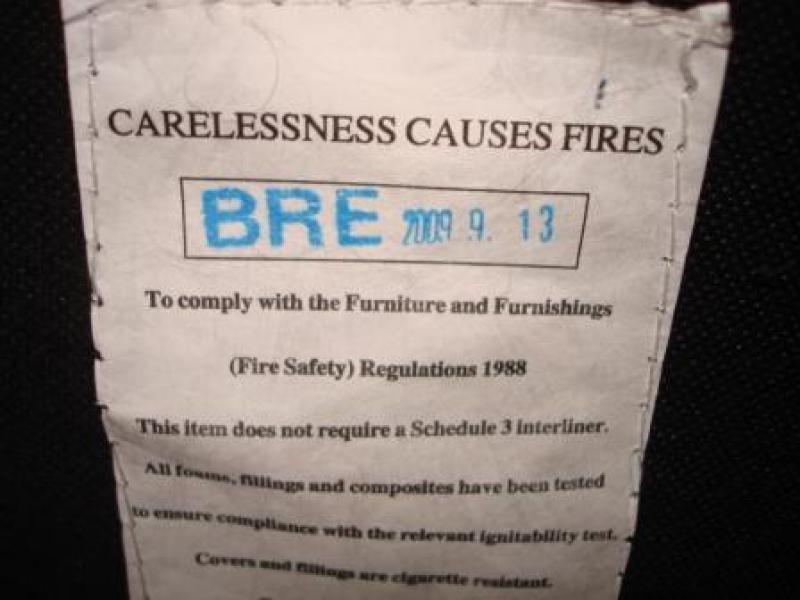 CARELESSNESS CAUSES FIRES
BRE 2009 9. 13
To comply with the Furniture and Furnishings
(Fire Safety) Regulations 1988
This item does not require a Schedule 3 interliner.
All foams, fillings and composites have been tested
to ensure compliance with the relevant ignitability test.
Covers and fillings are cigarette resistant.